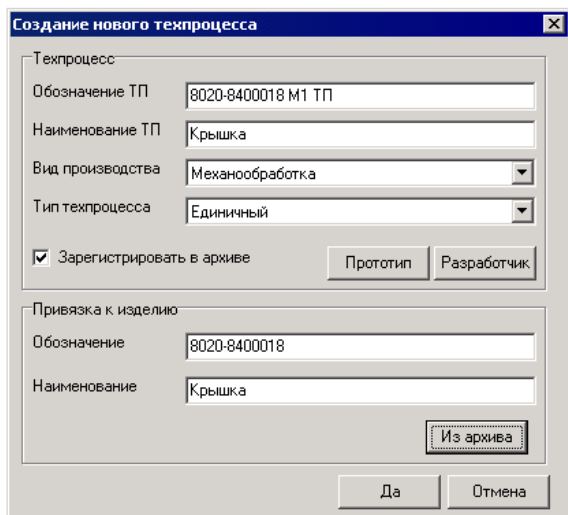 Создание нового техпроцесса
Техпроцесс
Обозначение ТП 8020-8400018 М1 ТП
Наименование ТП Крышка
Вид производства Механообработка
Тип техпроцесса Единичный
Зарегистрировать в архиве Прототип Разработчик
Привязка к изделию
Обозначение 8020-8400018
Наименование Крышка
Из архива
Да Отмена